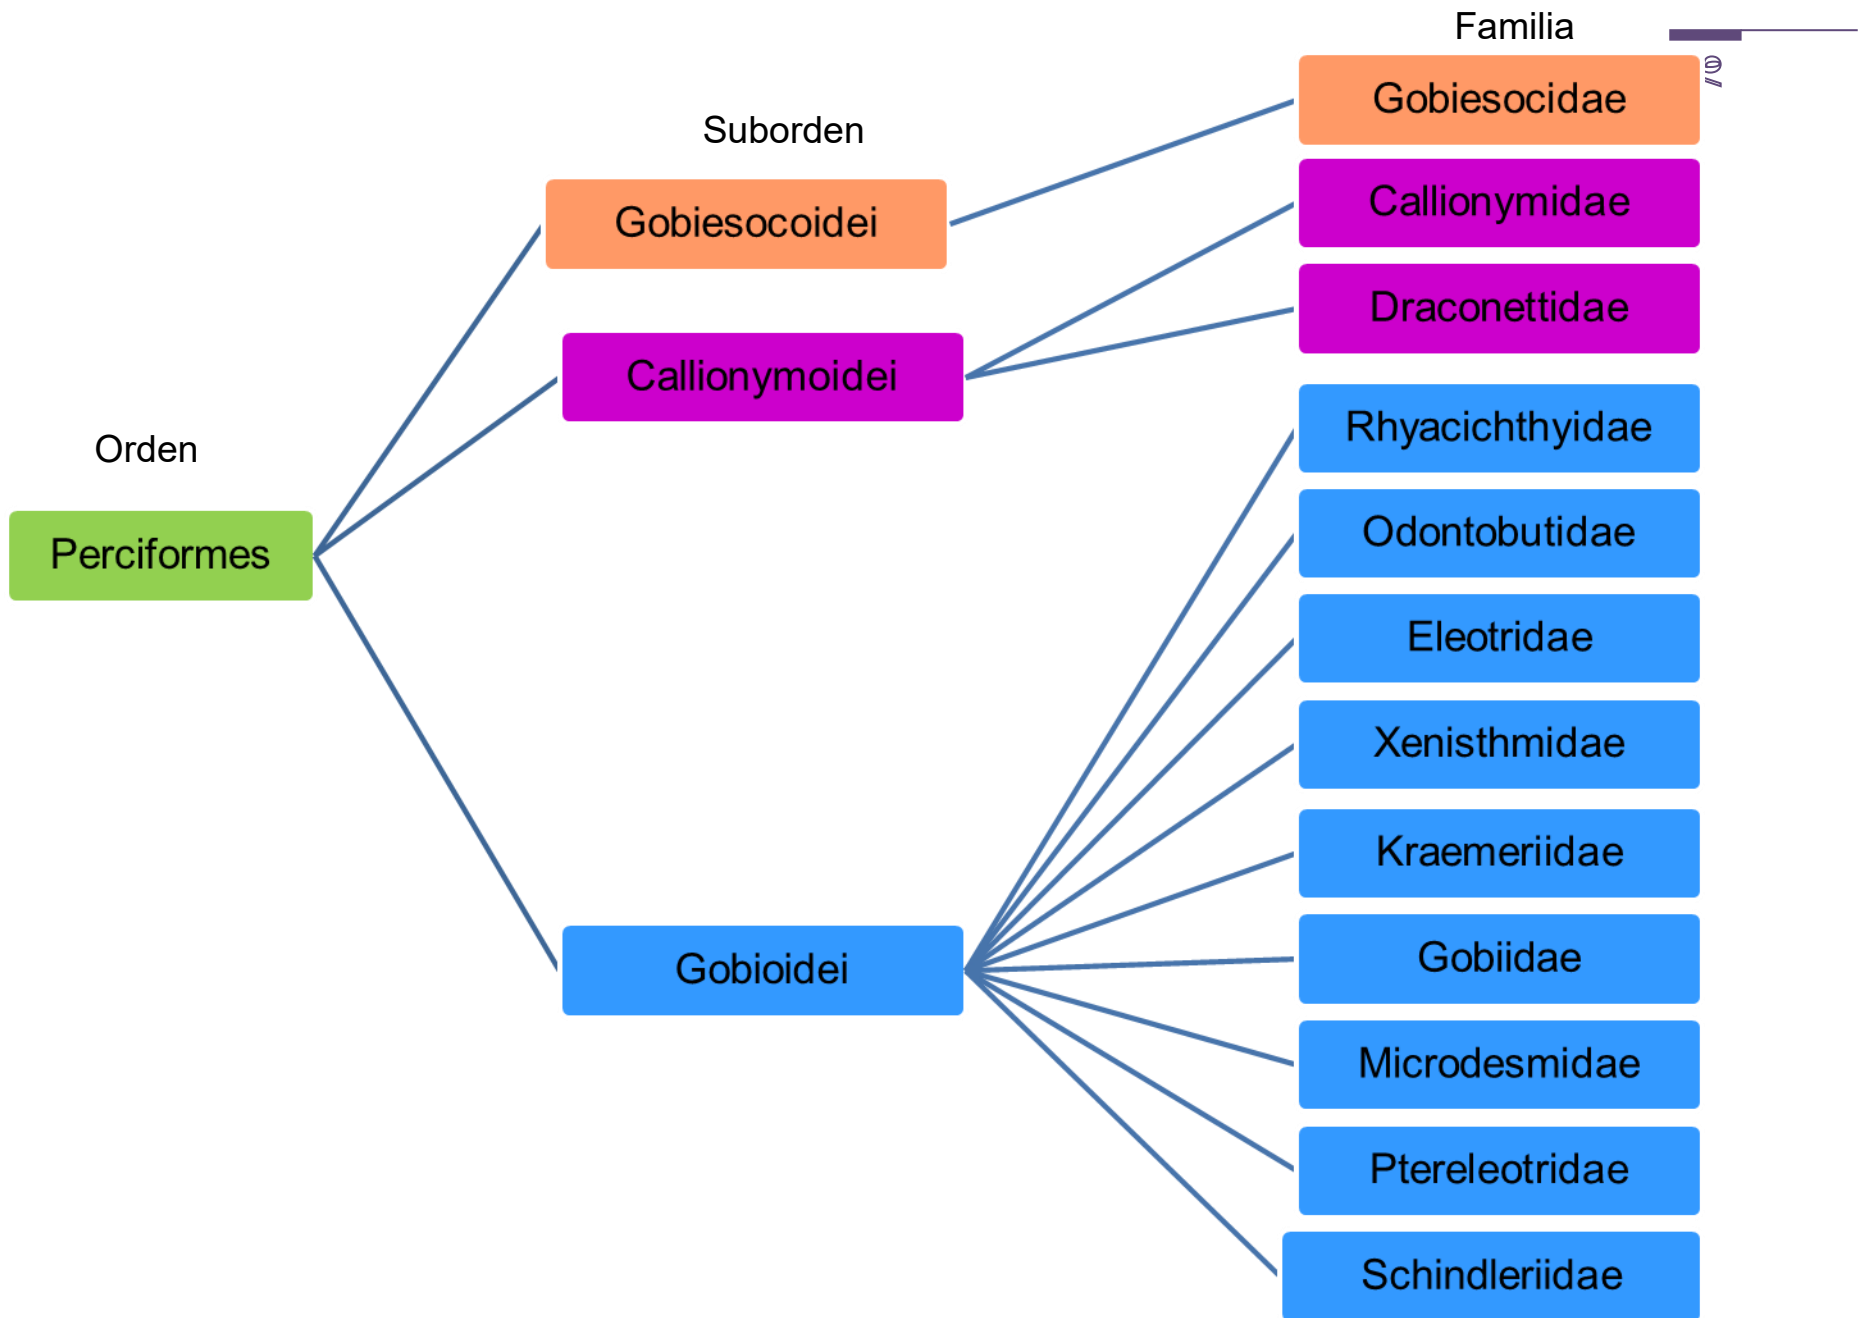 Familia
Gobiesocidae
Suborden
Callionymidae
Gobiesocoidei
Draconettidae
Callionymoidei
Rhyacichthyidae
Orden
Odontobutidae
Perciformes
Eleotridae
Xenisthmidae
Kraemeriidae
Gobioidei
Gobiidae
Microdesmidae
Ptereleotridae
Schindleriidae